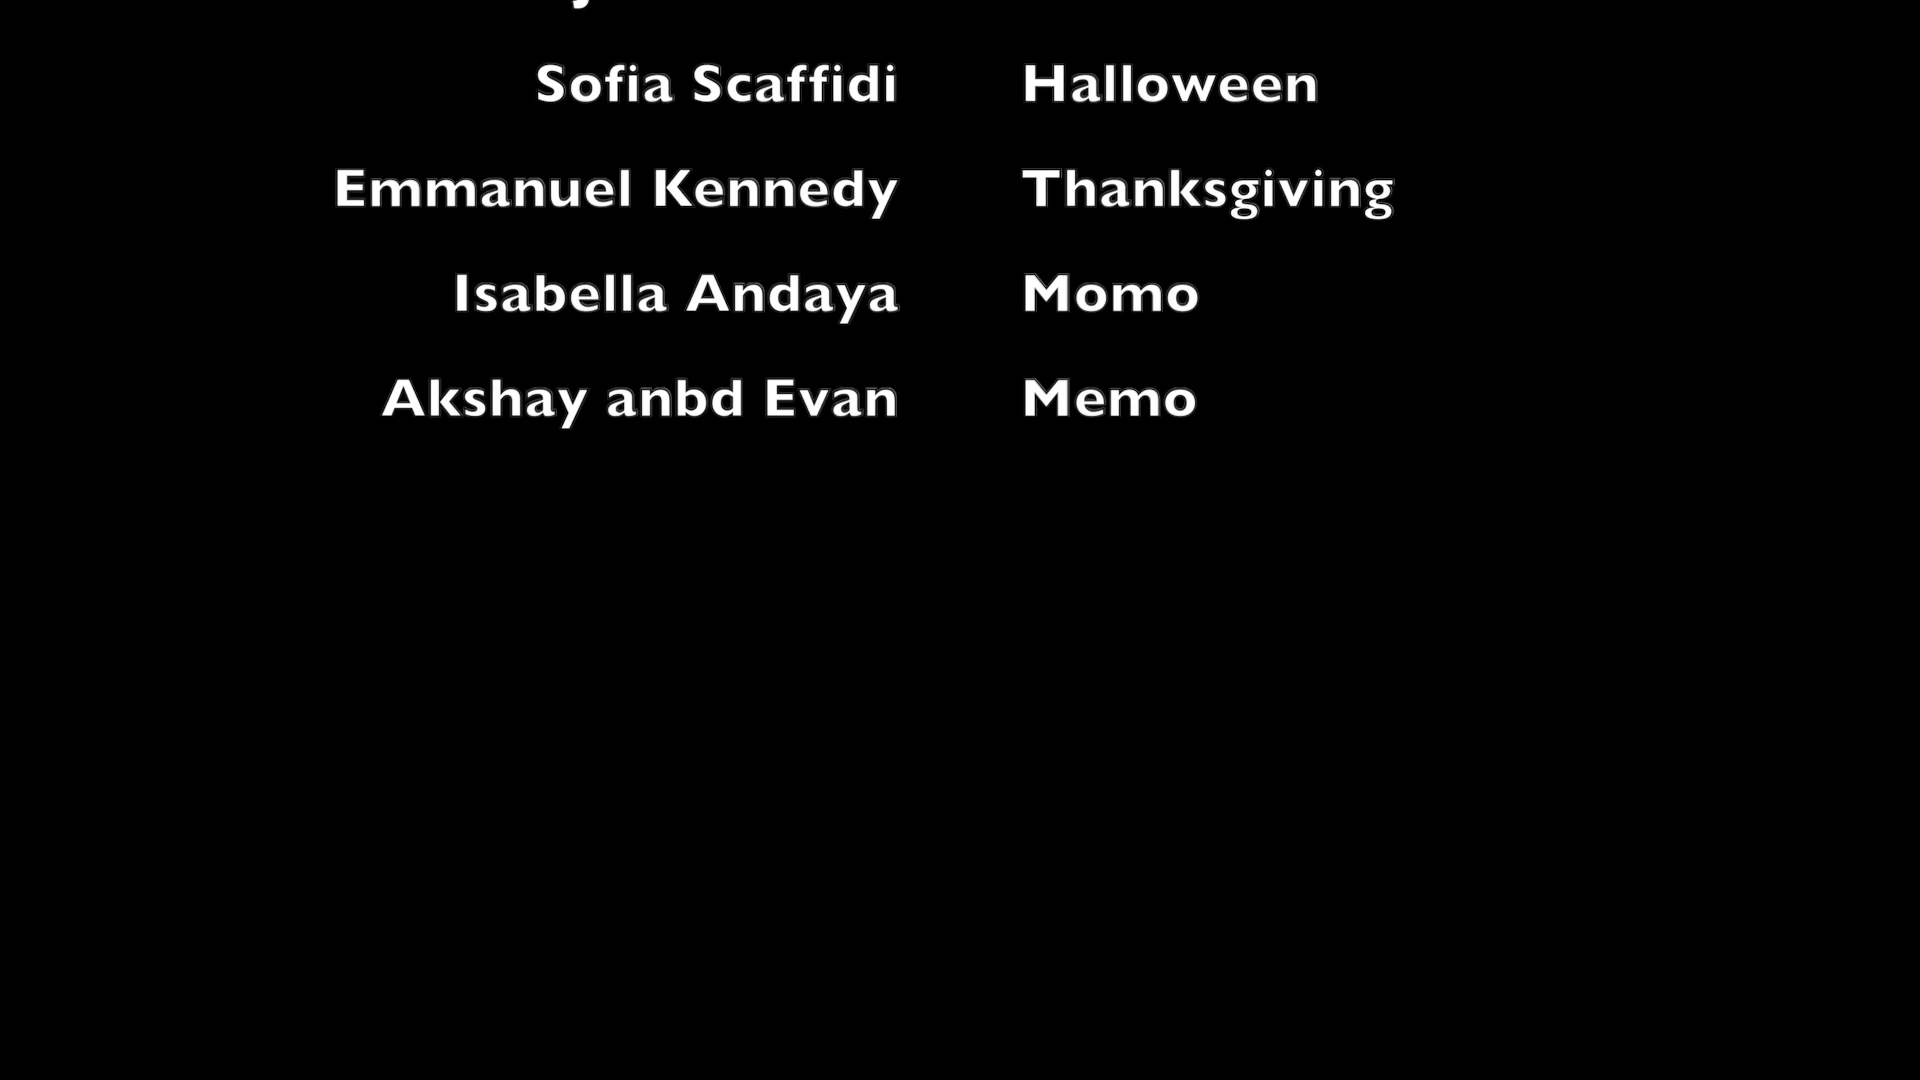 Sofia Scaffidi Halloween
Emmanuel Kennedy Thanksgiving
Isabella Andaya Momo
Akshay anbd Evan Memo